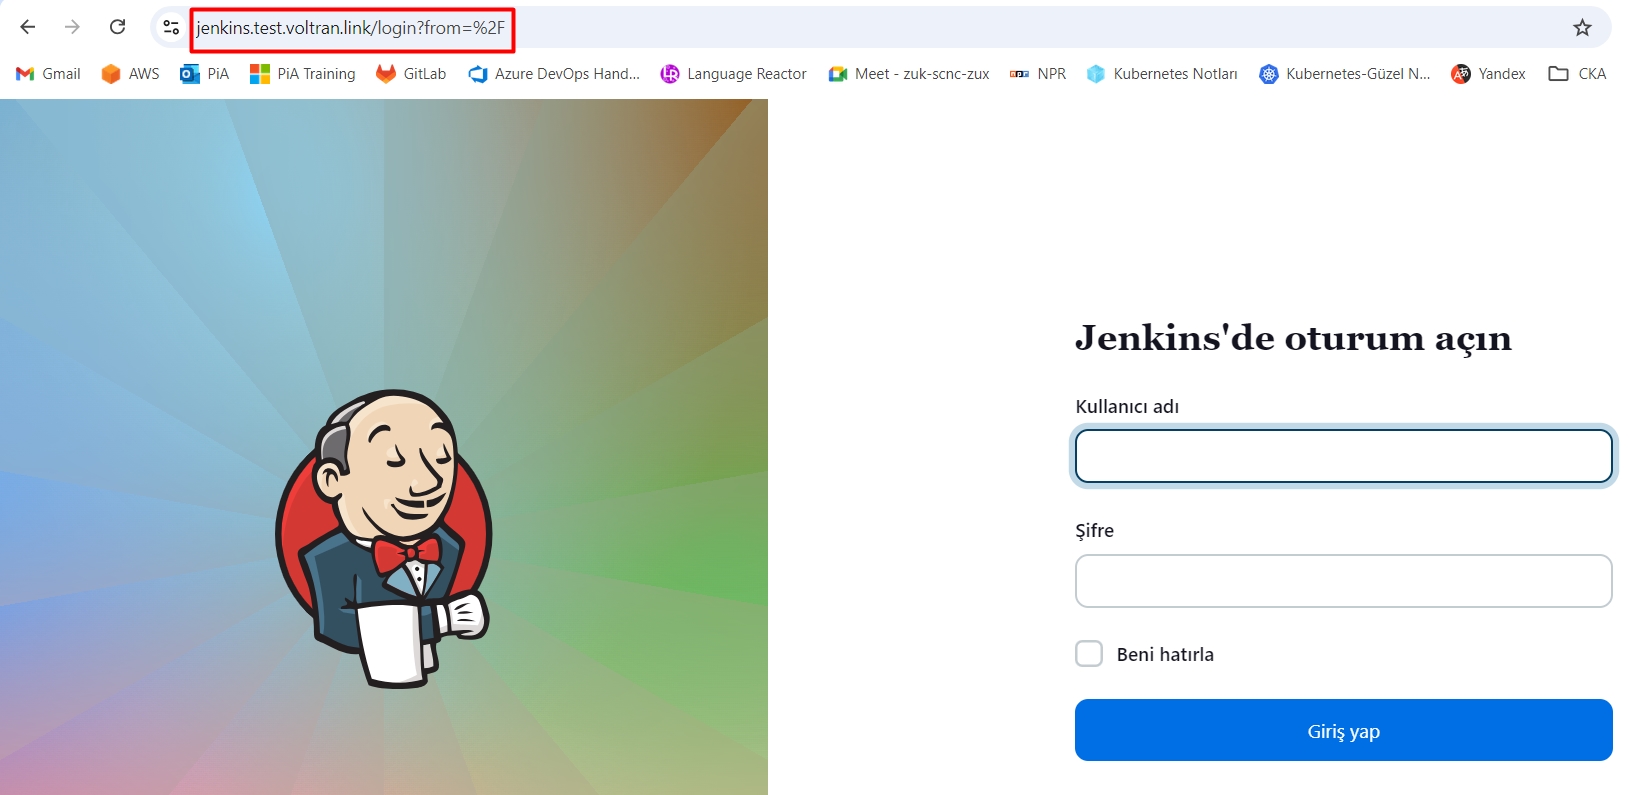 jenkins.test.voltran.link/login?from=%2F
Gmail AWS PiA PiA Training GitLab Azure DevOps Hand... Language Reactor Meet - zuk-scnc-zux npr NPR Kubernetes Notları Kubernetes-Güzel N... Yandex CKA
Jenkins'de oturum açın
Kullanıcı adı
Şifre
Beni hatırla
Giriş yap